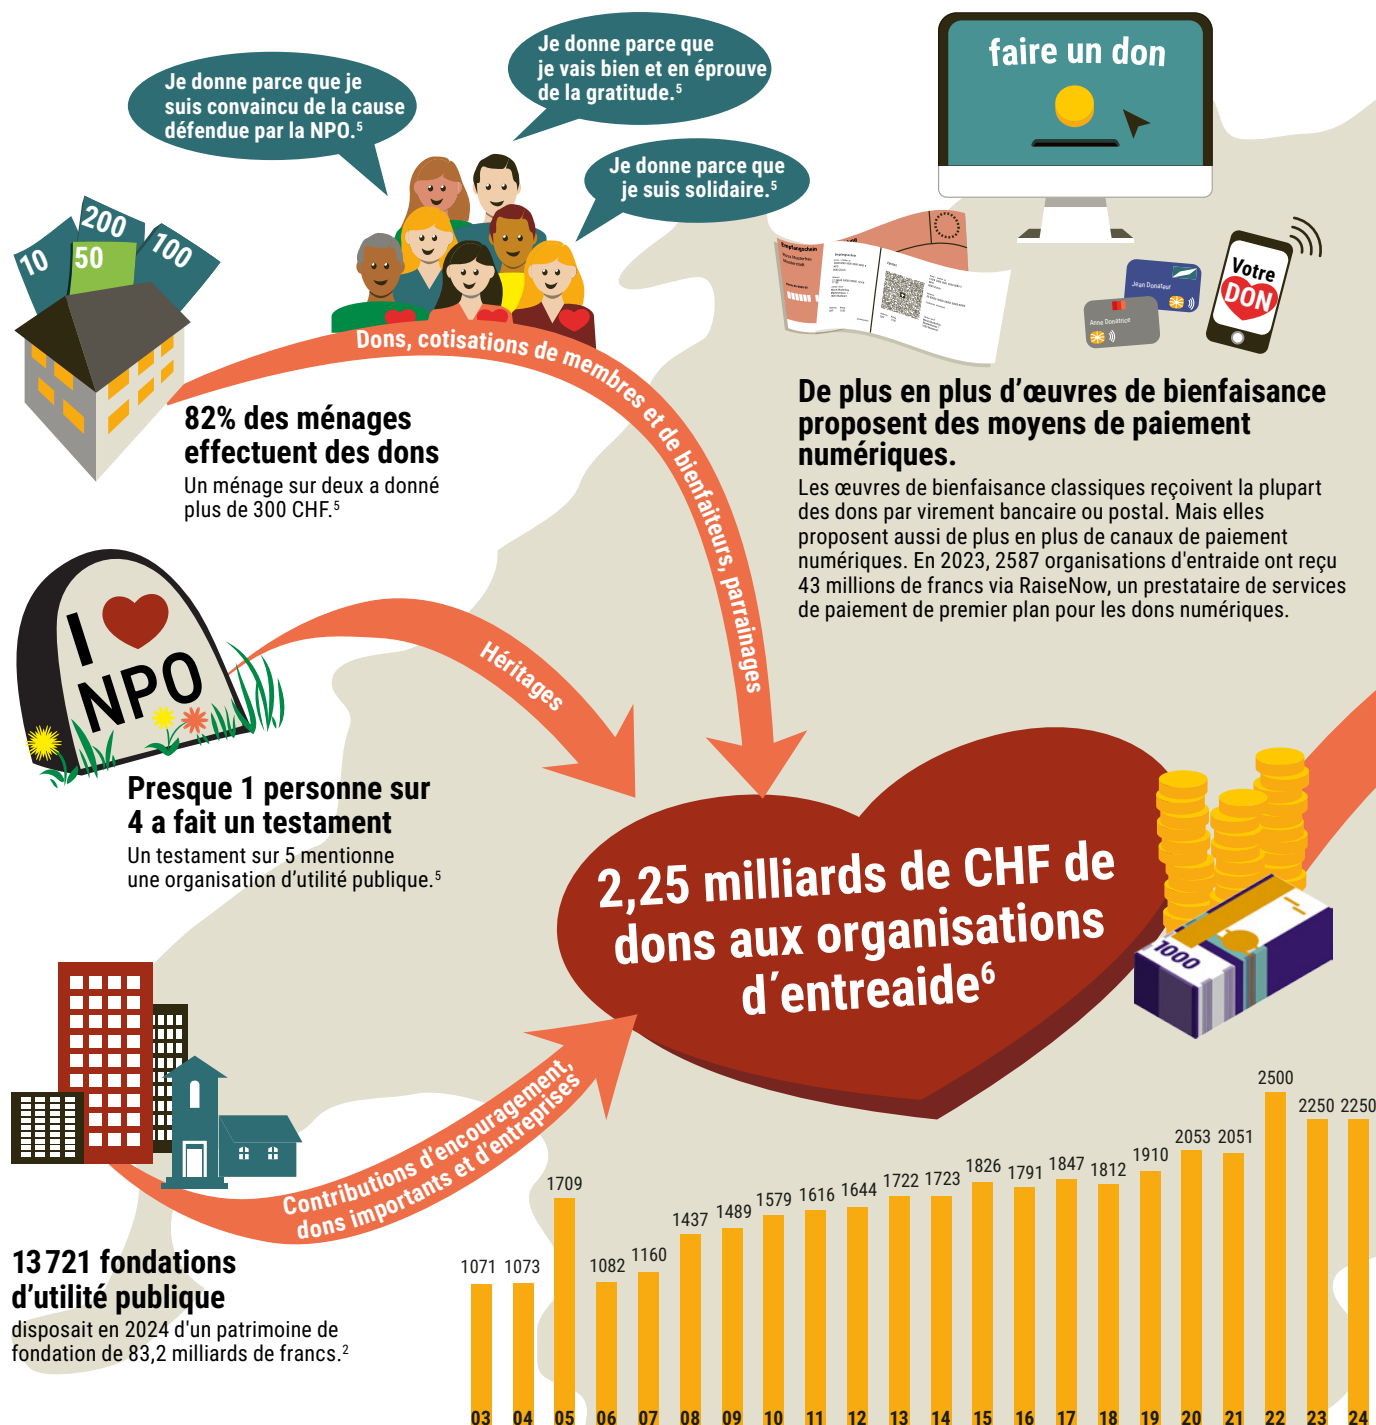 Je donne parce que je
suis convaincu de la cause
défendue par la NPO.⁵
Je donne parce que
je vais bien et en éprouve
de la gratitude.⁵
Je donne parce que
je suis solidaire.⁵
faire un don
10
200
50
100
Empfangsschein
Jean Donateur
Anne Donatrice
Votre
DON
Dons, cotisations de membres et de bienfaiteurs, parrainages
82% des ménages
effectuent des dons
Un ménage sur deux a donné
plus de 300 CHF.⁵
De plus en plus d’œuvres de bienfaisance
proposent des moyens de paiement
numériques.
Les œuvres de bienfaisance classiques reçoivent la plupart
des dons par virement bancaire ou postal. Mais elles
proposent aussi de plus en plus de canaux de paiement
numériques. En 2023, 2587 organisations d'entraide ont reçu
43 millions de francs via RaiseNow, un prestataire de services
de paiement de premier plan pour les dons numériques.
I
NPO
Héritages
Presque 1 personne sur
4 a fait un testament
Un testament sur 5 mentionne
une organisation d’utilité publique.⁵
2,25 milliards de CHF de
dons aux organisations
d´entreaide⁶
1000
Contributions d’encouragement,
dons importants et d’entreprises
13 721 fondations
d’utilité publique
disposait en 2024 d'un patrimoine de
fondation de 83,2 milliards de francs.²
1071 1073 1709 1082 1160 1437 1489 1579 1616 1644 1722 1723 1826 1791 1847 1812 1910 2053 2051 2500 2250 2250
03 04 05 06 07 08 09 10 11 12 13 14 15 16 17 18 19 20 21 22 23 24